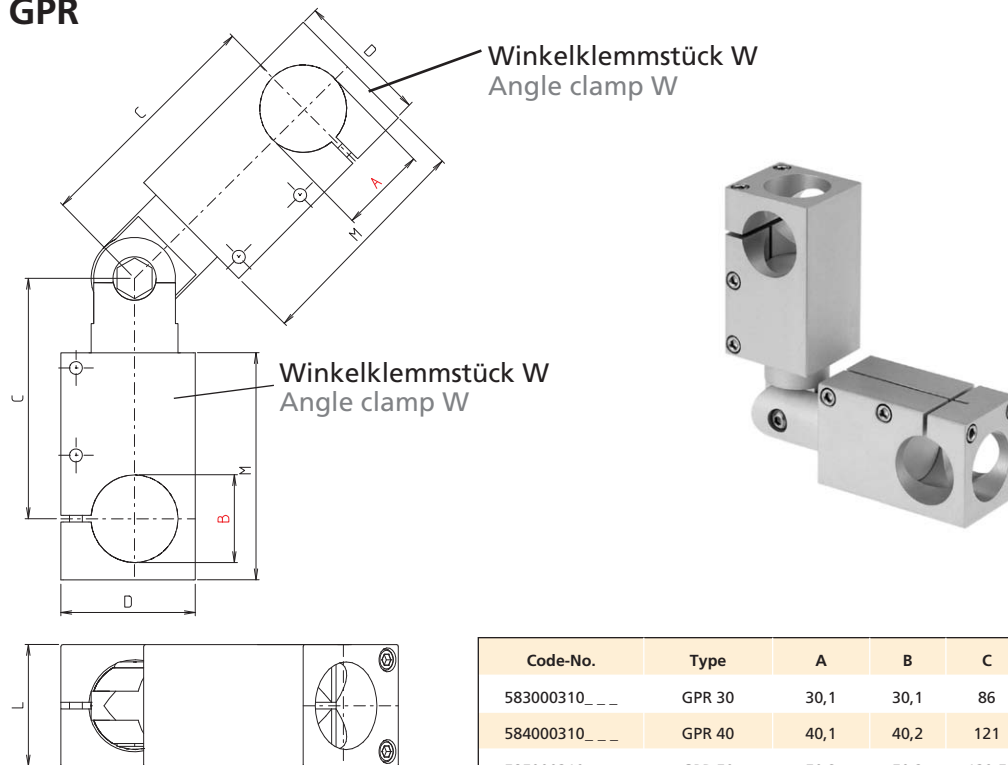 GPR
Winkelklemmstück W
Angle clamp W
D
C
A
M
Winkelklemmstück W
Angle clamp W
C
M
B
D
L
Code-No. Type A B C
583000310_ _ _ GPR 30 30,1 30,1 86
584000310_ _ _ GPR 40 40,1 40,2 121